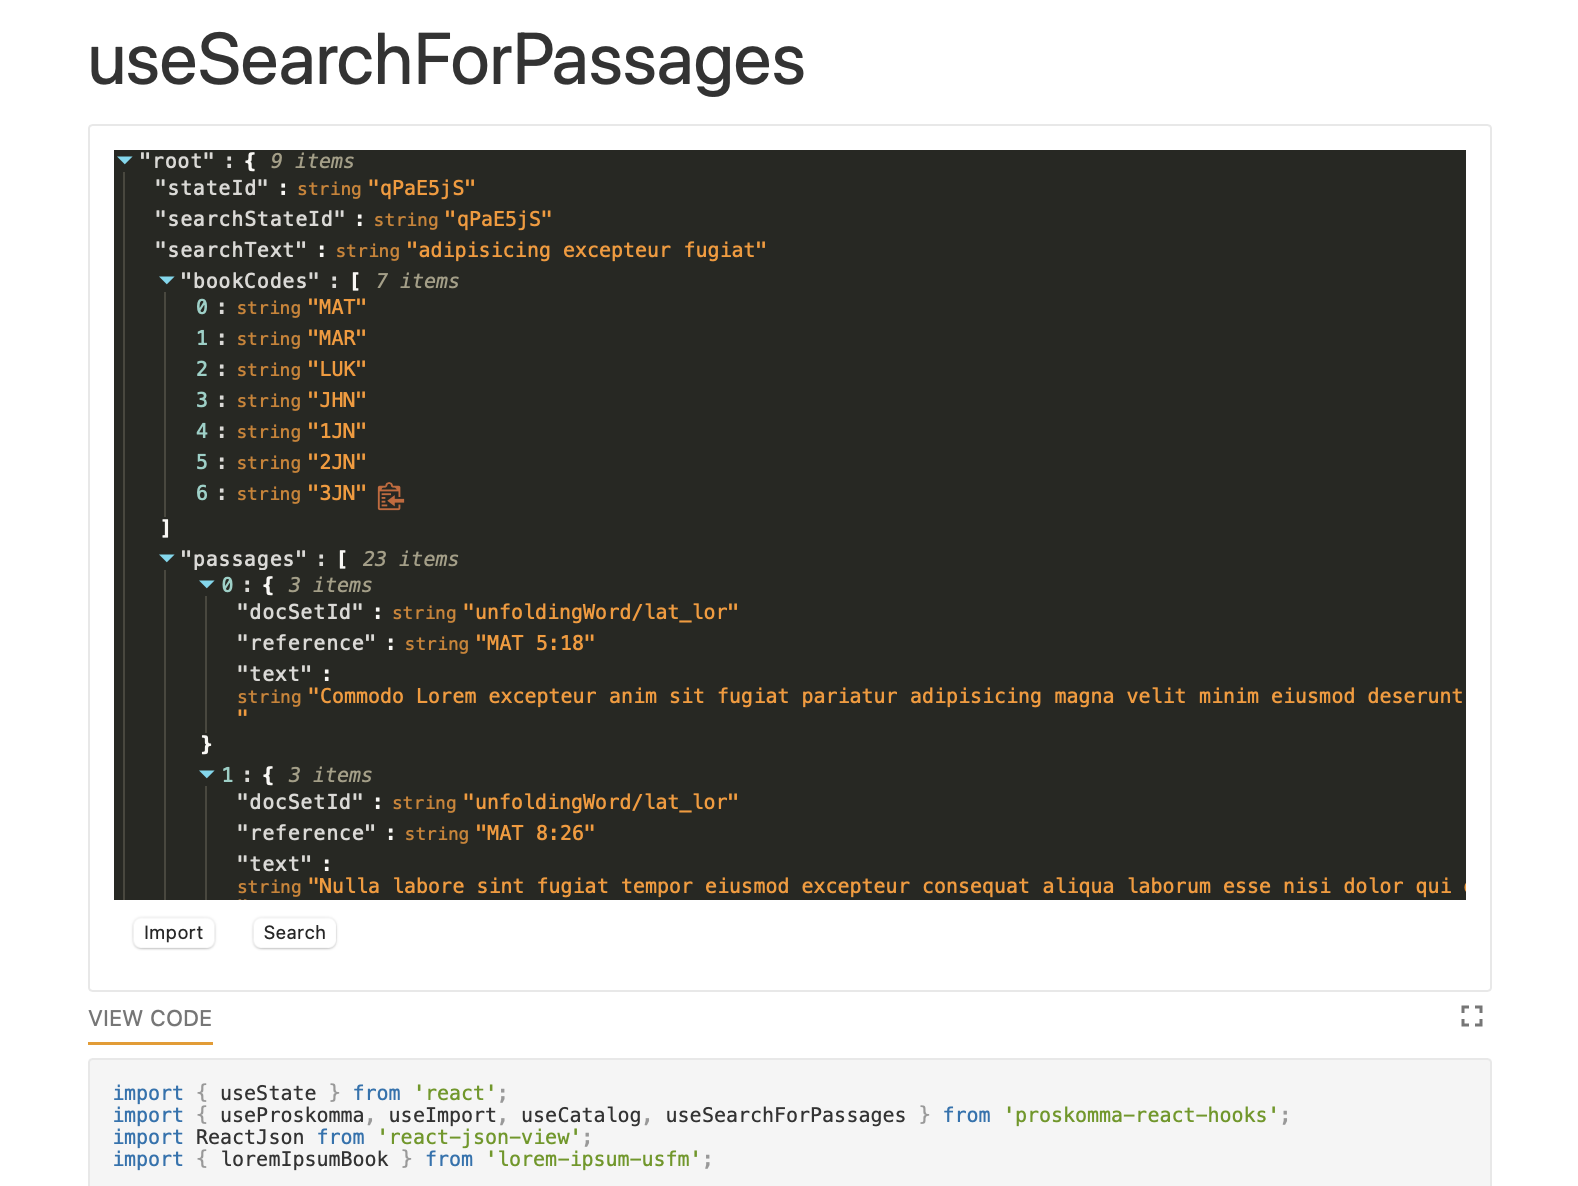 useSearchForPassages
"root" : { 9 items
"stateId" : string "qPaE5jS"
"searchStateId" : string "qPaE5jS"
"searchText" : string "adipisicing excepteur fugiat"
"bookCodes" : [ 7 items
0 : string "MAT"
1 : string "MAR"
2 : string "LUK"
3 : string "JHN"
4 : string "1JN"
5 : string "2JN"
6 : string "3JN"
]
"passages" : [ 23 items
0 : { 3 items
"docSetId" : string "unfoldingWord/lat_lor"
"reference" : string "MAT 5:18"
"text" :
string "Commodo Lorem excepteur anim sit fugiat pariatur adipisicing magna velit minim eiusmod deserunt
"
}
1 : { 3 items
"docSetId" : string "unfoldingWord/lat_lor"
"reference" : string "MAT 8:26"
"text" :
string "Nulla labore sint fugiat tempor eiusmod excepteur consequat aliqua laborum esse nisi dolor qui
Import Search
VIEW CODE
import { useState } from 'react';
import { useProskomma, useImport, useCatalog, useSearchForPassages } from 'proskomma-react-hooks';
import ReactJson from 'react-json-view';
import { loremIpsumBook } from 'lorem-ipsum-usfm';